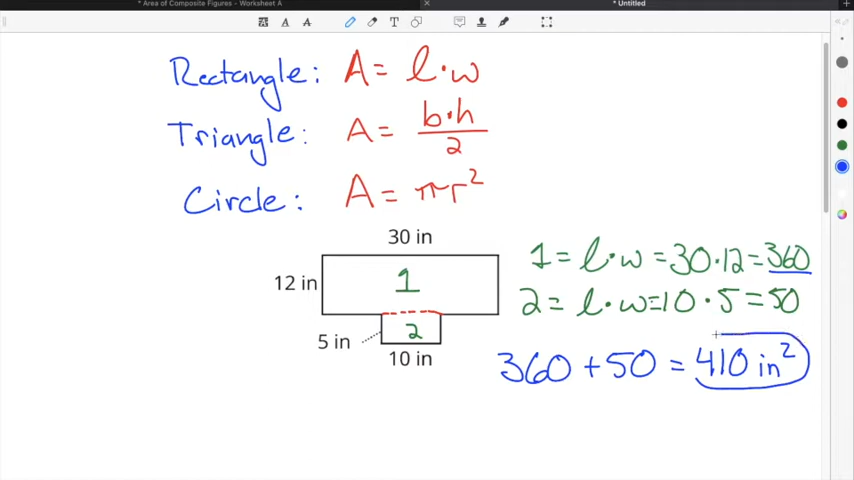 * Area of Composite Figures - Worksheet A
* Untitled
Rectangle: A = l·w
Triangle: A = b·h / 2
Circle: A = πr²
30 in
12 in
1
1 = l·w = 30·12 = 360
2 = l·w = 10·5 = 50
5 in
2
10 in
360 + 50 = 410 in²